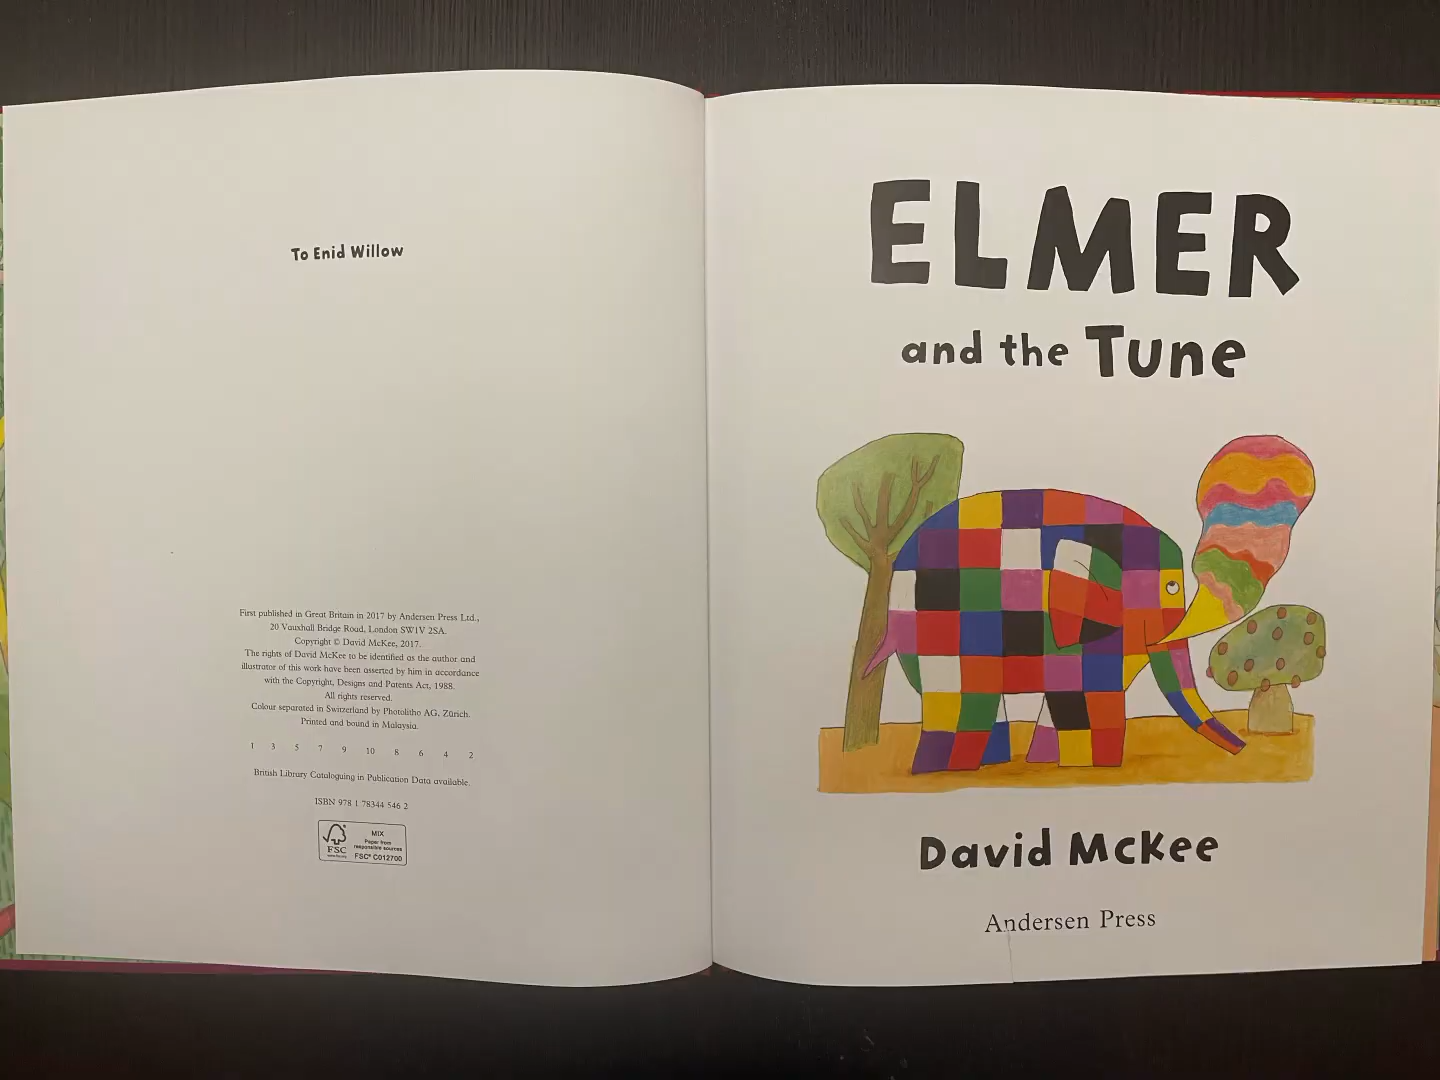 To Enid Willow
First published in Great Britain in 2017 by Andersen Press Ltd.,
20 Vauxhall Bridge Road, London SW1V 2SA.
Copyright © David McKee, 2017.
The rights of David McKee to be identified as the author and
illustrator of this work have been asserted by him in accordance
with the Copyright, Designs and Patents Act, 1988.
All rights reserved.
Colour separated in Switzerland by Photolitho AG, Zürich.
Printed and bound in Malaysia.
1 3 5 7 9 10 8 6 4 2
British Library Cataloguing in Publication Data available.
ISBN 978 1 78344 546 2
FSC
MIX
Paper from
responsible sources
FSC® C012700
ELMER
and the Tune
David McKee
Andersen Press